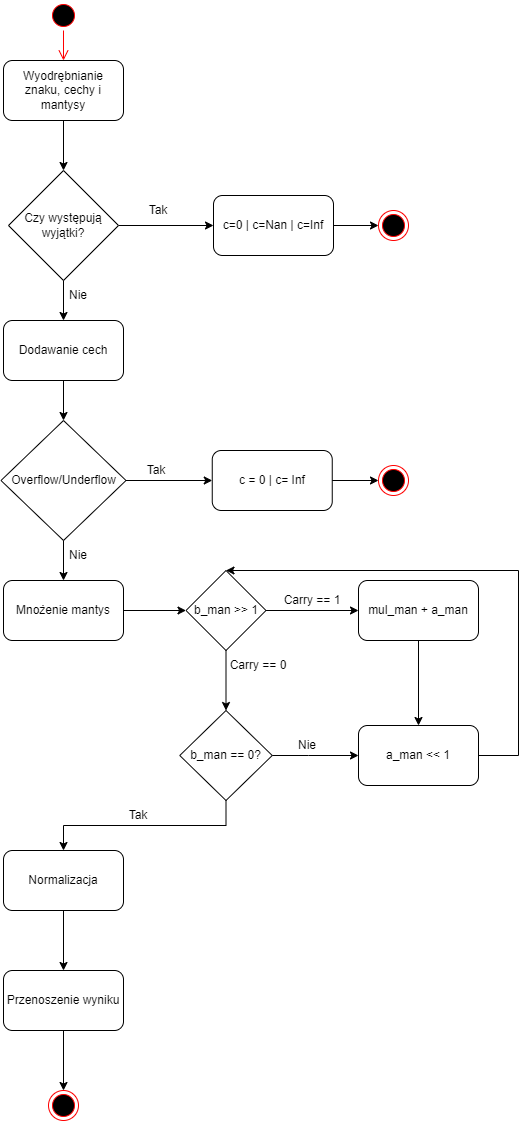 Wyodrębnianie
znaku, cechy i
mantysy
Czy występują
wyjątki?
Tak
c=0 | c=Nan | c=Inf
Nie
Dodawanie cech
Overflow/Underflow
Tak
c = 0 | c= Inf
Nie
Mnożenie mantys
b_man >> 1
Carry == 1
mul_man + a_man
Carry == 0
b_man == 0?
Nie
a_man << 1
Tak
Normalizacja
Przenoszenie wyniku